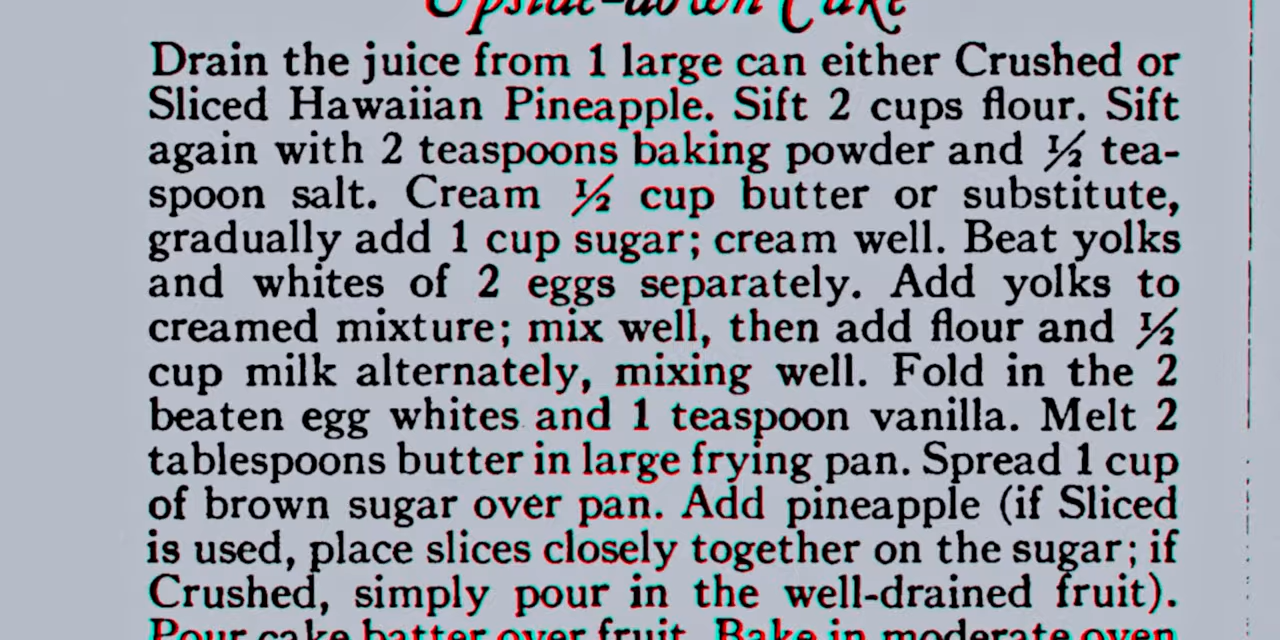 Upside-down Cake
Drain the juice from 1 large can either Crushed or
Sliced Hawaiian Pineapple. Sift 2 cups flour. Sift
again with 2 teaspoons baking powder and ½ tea-
spoon salt. Cream ½ cup butter or substitute,
gradually add 1 cup sugar; cream well. Beat yolks
and whites of 2 eggs separately. Add yolks to
creamed mixture; mix well, then add flour and ½
cup milk alternately, mixing well. Fold in the 2
beaten egg whites and 1 teaspoon vanilla. Melt 2
tablespoons butter in large frying pan. Spread 1 cup
of brown sugar over pan. Add pineapple (if Sliced
is used, place slices closely together on the sugar; if
Crushed, simply pour in the well-drained fruit).
Pour cake batter over fruit. Bake in moderate oven